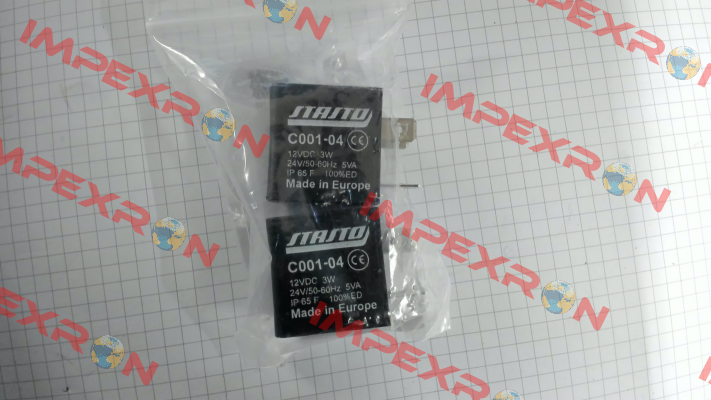 STASTO
C001-04 CE
12VDC 3W
24V/50-60Hz 5VA
IP 65 F 100%ED
Made in Europe
STASTO
C001-04 CE
12VDC 3W
24V/50-60Hz 5VA
IP 65 F 100%ED
Made in Europe
IMPEXRON
IMPEXRON
IMPEXRON
IMPEXRON
IMPEXRON
IMPEXRON